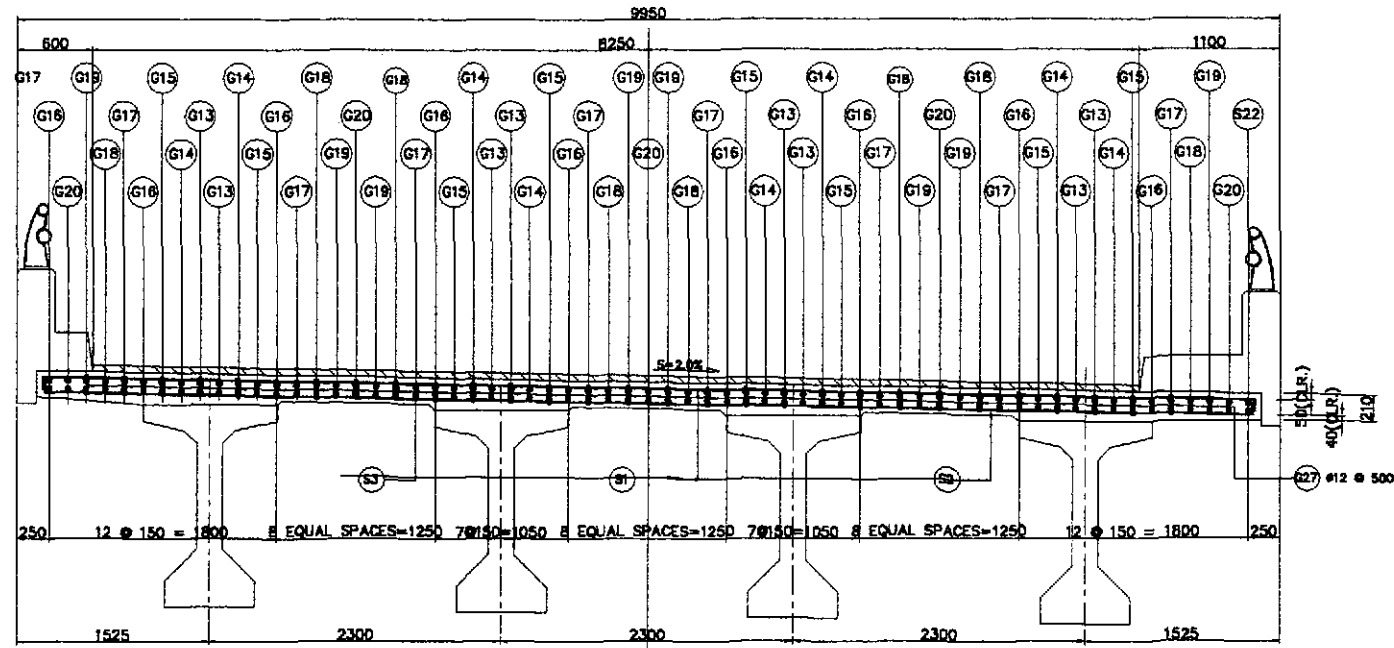 9950
600 8250 1100
G17 G19 G15 G14 G18 G18 G14 G15 G19 G19 G15 G14 G18 G18 G14 G15 G19
G16 G17 G13 G16 G20 G16 G13 G17 G17 G13 G16 G20 G16 G13 G17 S22
G18 G14 G15 G19 G13 G16 G20 G16 G13 G17 G19 G15 G14 G18
G20 G16 G13 G17 G19 G17 G15 G14 G18 G18 G14 G15 G19 G17 G13 G16 G20
S=2.0%
50(CLR.)
40(CLR.)
210
S3 S1 S2 G27 ø12 @ 500
250 12 @ 150 = 1800 8 EQUAL SPACES=1250 7@150=1050 8 EQUAL SPACES=1250 7@150=1050 8 EQUAL SPACES=1250 12 @ 150 = 1800 250
1525 2300 2300 2300 1525